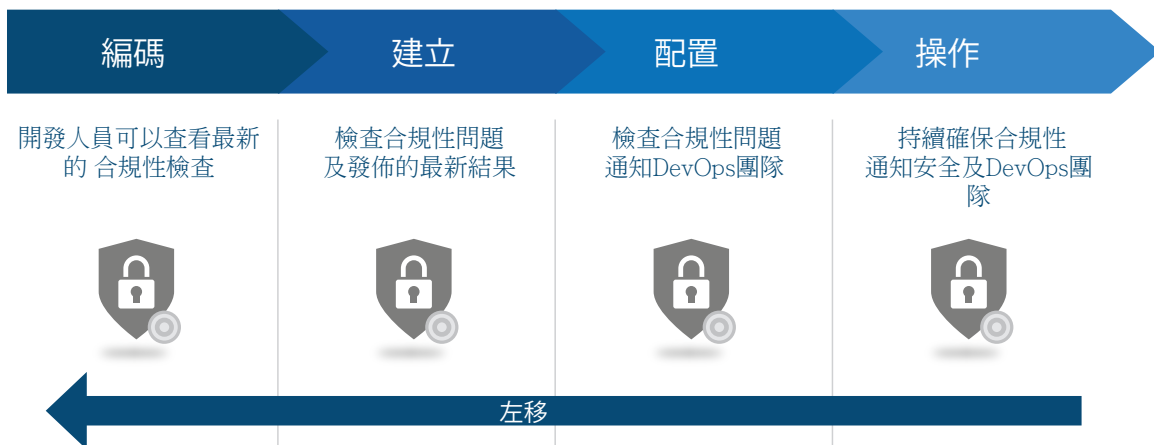 編碼
建立
配置
操作
開發人員可以查看最新
的 合規性檢查
檢查合規性問題
及發佈的最新結果
檢查合規性問題
通知DevOps團隊
持續確保合規性
通知安全及DevOps團
隊
左移